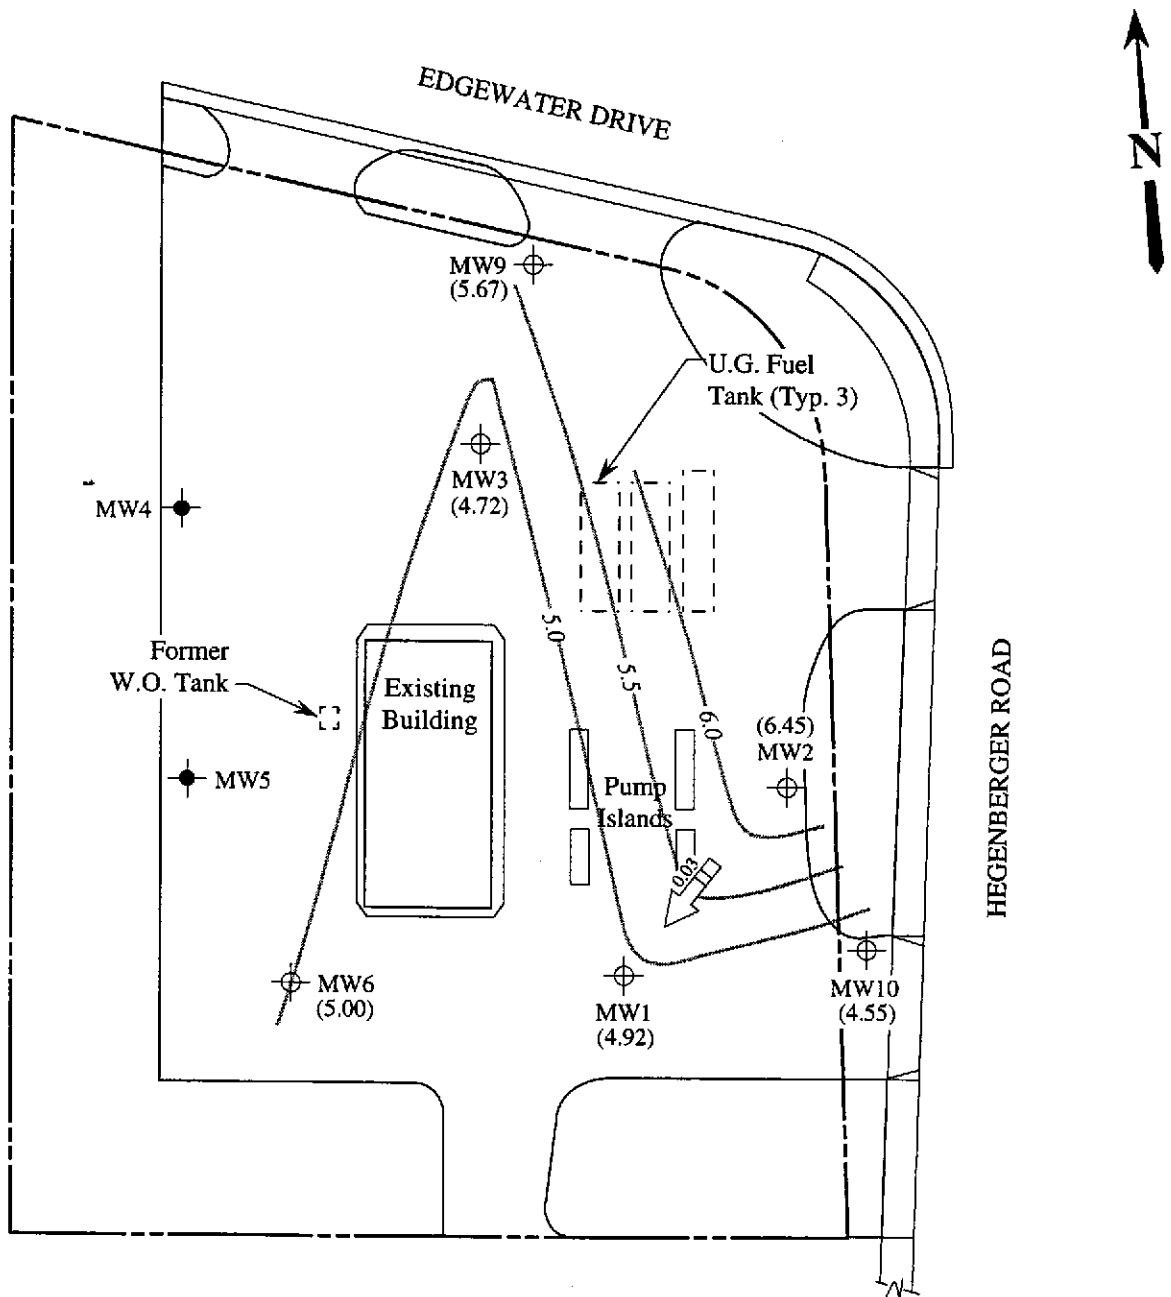 EDGEWATER DRIVE
N
MW9
(5.67)
U.G. Fuel
Tank (Typ. 3)
MW3
(4.72)
MW4
5.0
5.5
6.0
Former
W.O. Tank
Existing
Building
(6.45)
MW2
MW5
Pump
Islands
HEGENBERGER ROAD
0.03
MW6
(5.00)
MW1
(4.92)
MW10
(4.55)